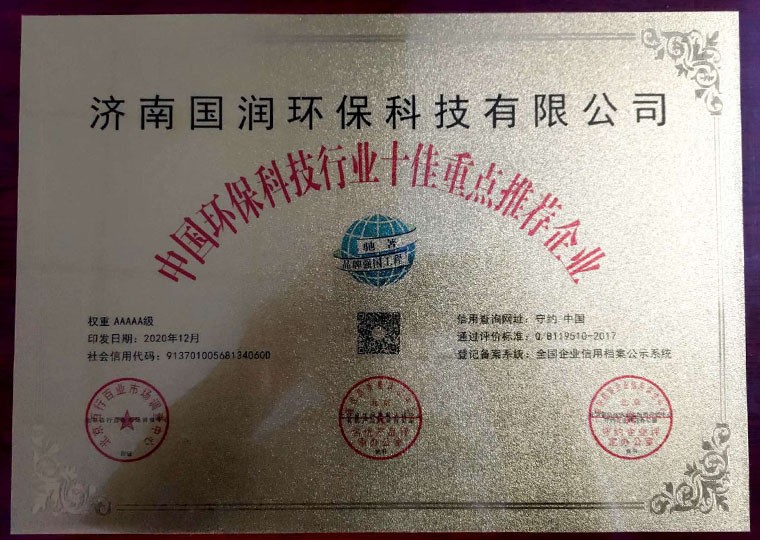 济南国润环保科技有限公司
中国环保科技行业十佳重点推荐企业
驰著
品牌强国工程
权重 AAAAA级
印发日期：2020年12月
社会信用代码：91370100568134060D
信用查询网址：守约 中国
通过评价标准：Q/B119510-2017
登记备案系统：全国企业信用档案公示系统